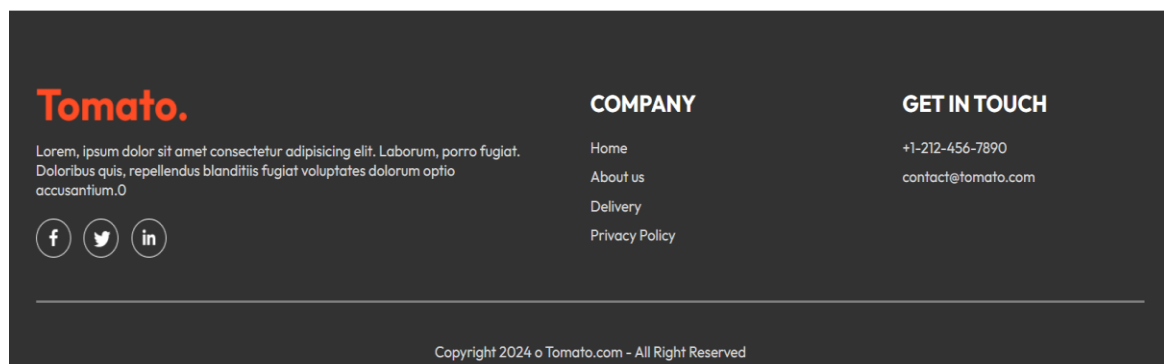 Tomato.
Lorem, ipsum dolor sit amet consectetur adipisicing elit. Laborum, porro fugiat.
Doloribus quis, repellendus blanditiis fugiat voluptates dolorum optio
accusantium.0
f
in
COMPANY
Home
About us
Delivery
Privacy Policy
GET IN TOUCH
+1-212-456-7890
contact@tomato.com
Copyright 2024 o Tomato.com - All Right Reserved